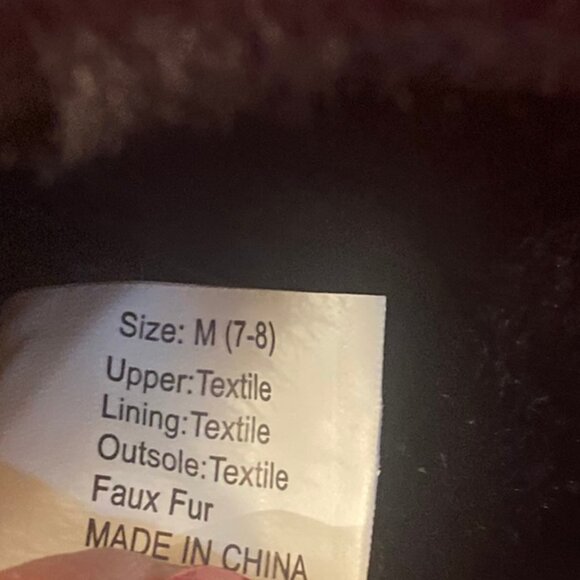 Size: M (7-8)
Upper:Textile
Lining:Textile
Outsole:Textile
Faux Fur
MADE IN CHINA